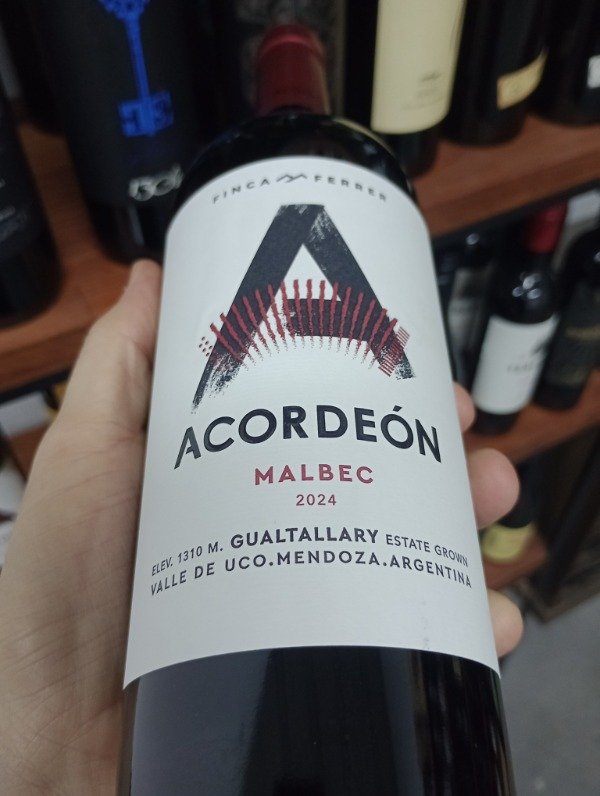 FINCA FERRER
ACORDEÓN
MALBEC
2024
ELEV. 1310 M. GUALTALLARY ESTATE GROWN
VALLE DE UCO.MENDOZA.ARGENTINA